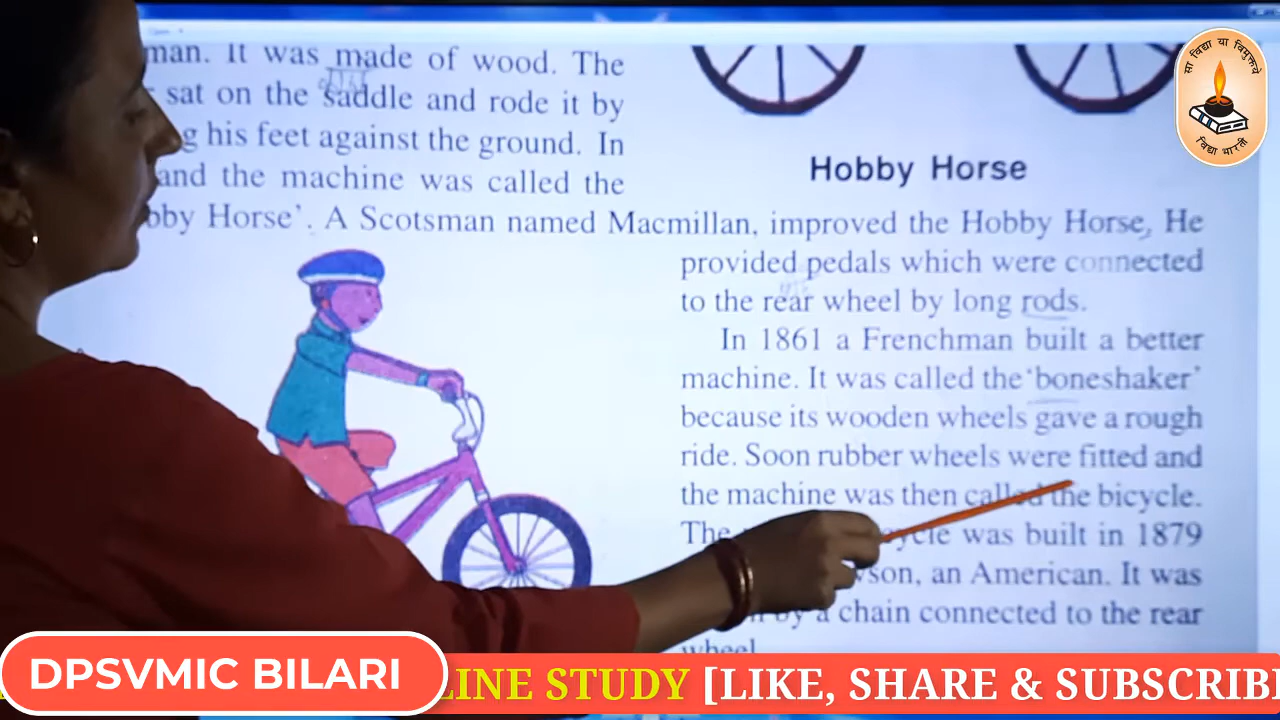 man. It was made of wood. The
sat on the saddle and rode it by
g his feet against the ground. In
and the machine was called the
bby Horse’. A Scotsman named Macmillan, improved the Hobby Horse, He
Hobby Horse
provided pedals which were connected
to the rear wheel by long rods.
In 1861 a Frenchman built a better
machine. It was called the ‘boneshaker’
because its wooden wheels gave a rough
ride. Soon rubber wheels were fitted and
the machine was then called the bicycle.
The cycle was built in 1879
wson, an American. It was
by a chain connected to the rear
wheel
सा विद्या या विमुक्तये
विद्या भारती
DPSVMIC BILARI
LINE STUDY [LIKE, SHARE & SUBSCRIB